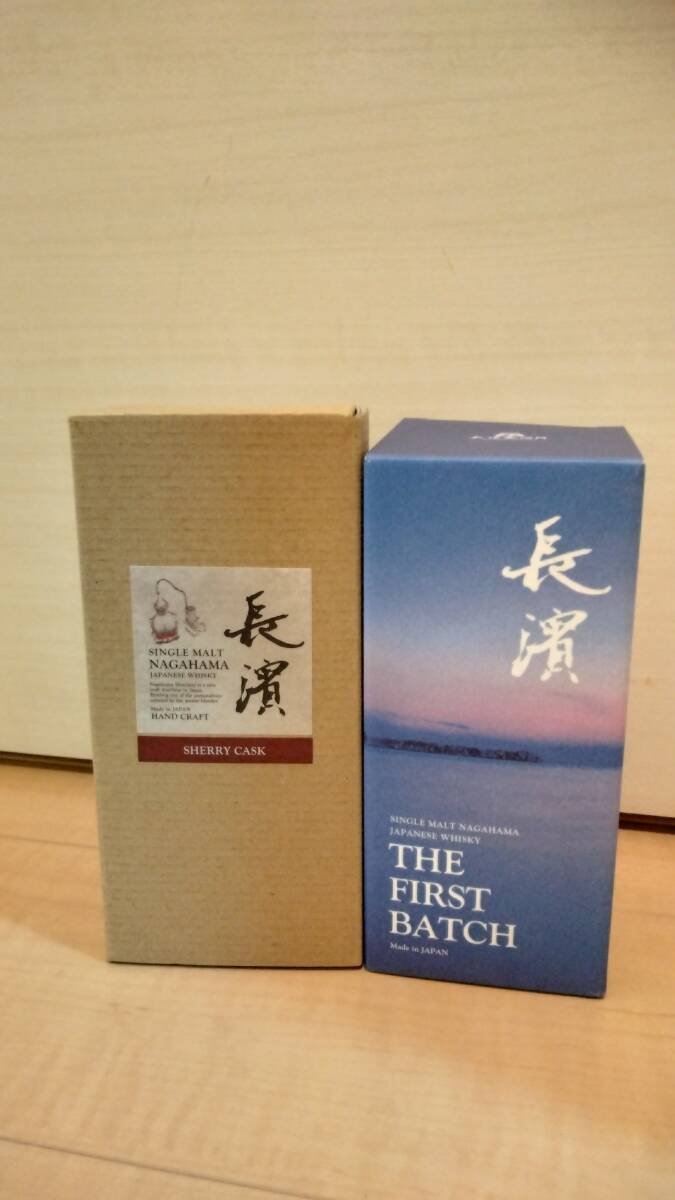 長濱
SINGLE MALT
NAGAHAMA
JAPANESE WHISKY
Made in JAPAN
HAND CRAFT
SHERRY CASK
長濱
SINGLE MALT NAGAHAMA
JAPANESE WHISKY
THE
FIRST
BATCH
Made in JAPAN